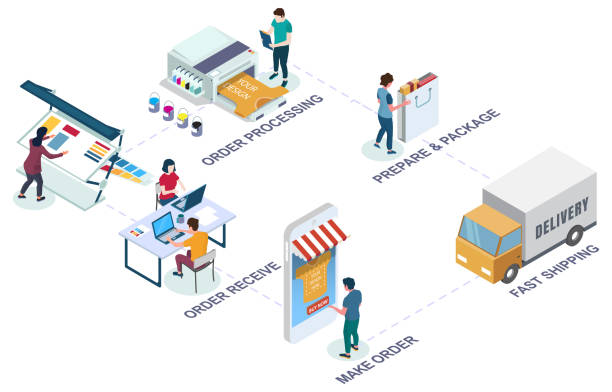 YOUR
DESIGN
ORDER PROCESSING
PREPARE & PACKAGE
DELIVERY
FAST SHIPPING
ORDER RECEIVE
BUY NOW
MAKE ORDER